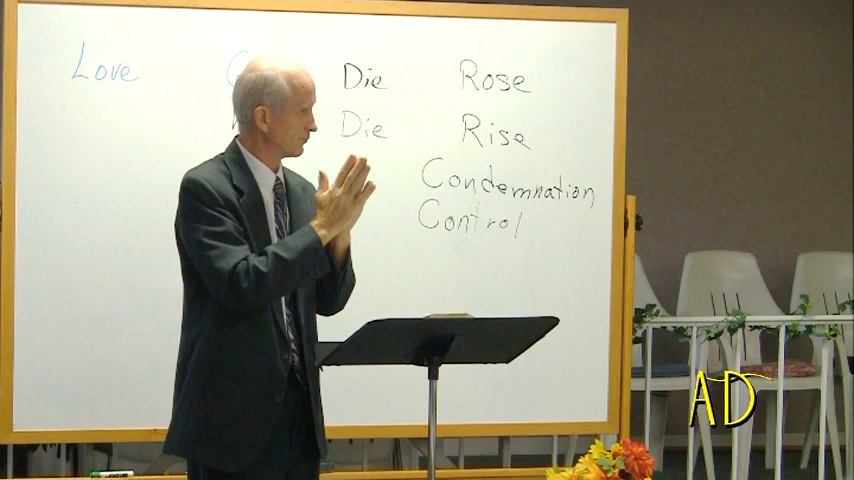 Love Die Rose
Die Rise
Condemnation
Control
AD